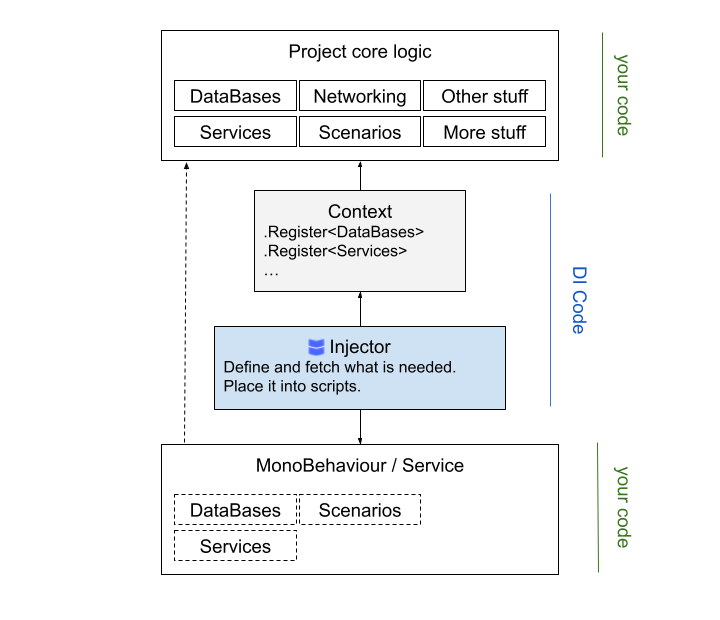 Project core logic
DataBases
Networking
Other stuff
Services
Scenarios
More stuff
your code
Context
.Register<DataBases>
.Register<Services>
...
DI Code
Injector
Define and fetch what is needed.
Place it into scripts.
MonoBehaviour / Service
DataBases
Scenarios
Services
your code